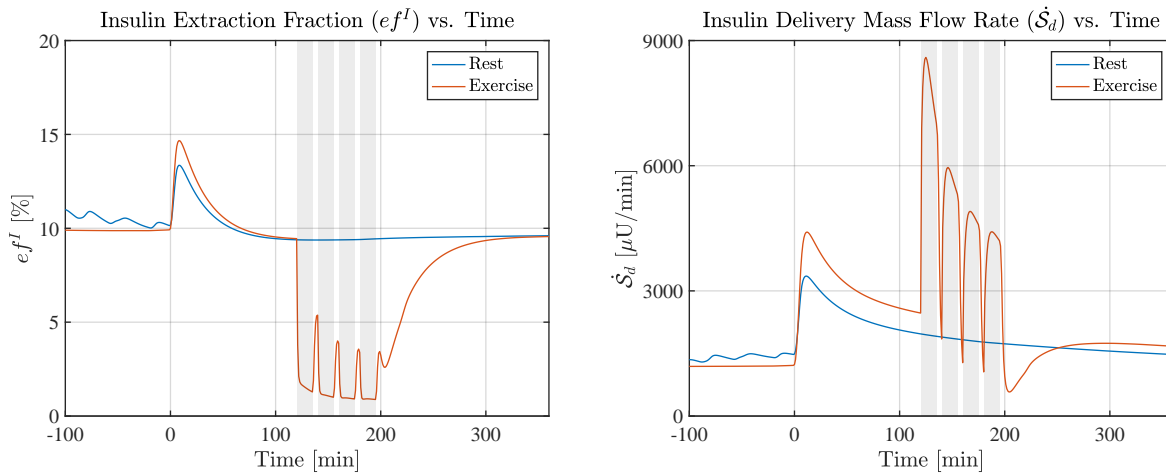 Insulin Extraction Fraction (ef^I) vs. Time
20
15
10
5
0
-100
0
100
200
300
ef^I [%]
Time [min]
Rest
Exercise
Insulin Delivery Mass Flow Rate (Ṡ_d) vs. Time
9000
6000
3000
0
-100
0
100
200
300
Ṡ_d [μU/min]
Time [min]
Rest
Exercise